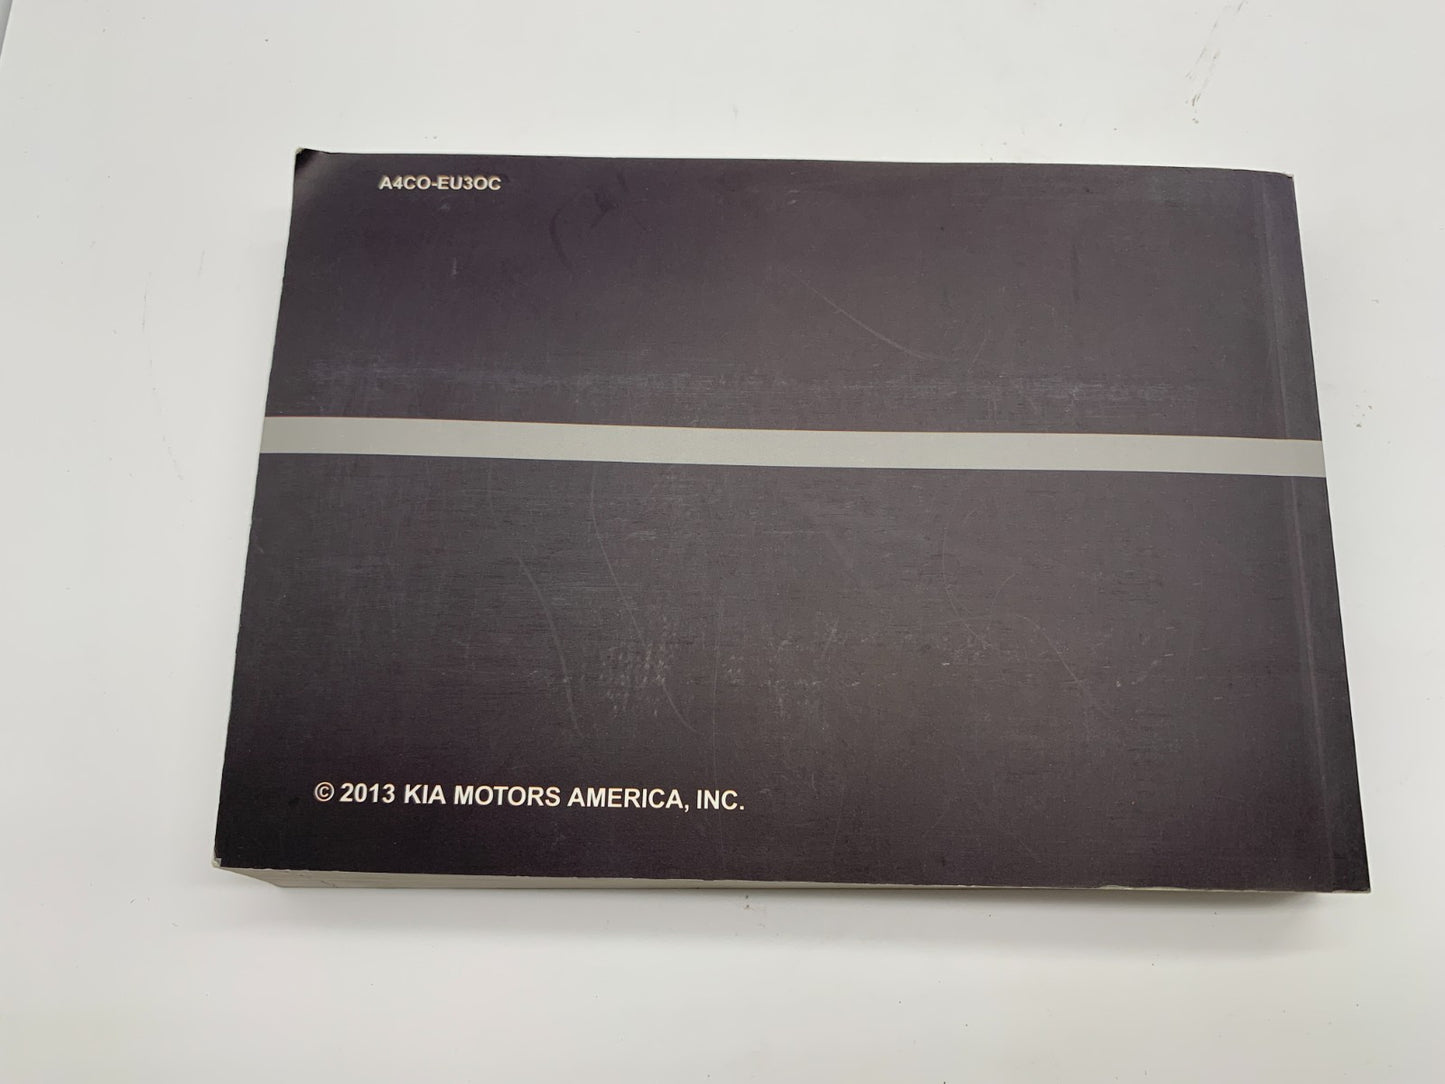 A4CO-EU3OC
© 2013 KIA MOTORS AMERICA, INC.